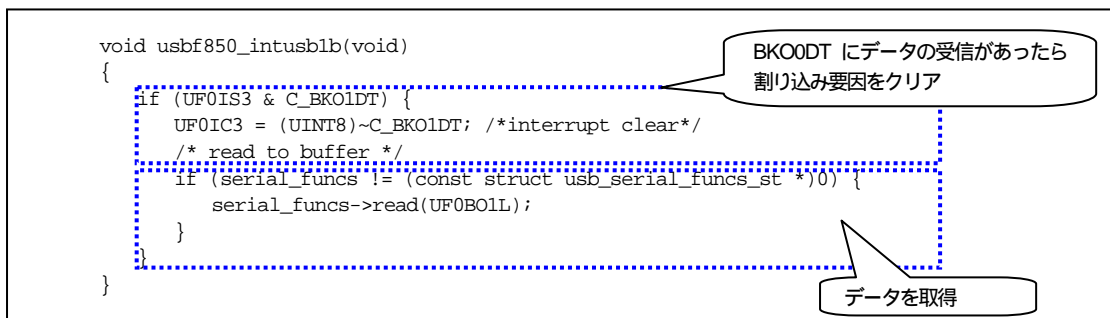 void usbf850_intusb1b(void)
{
if (UF0IS3 & C_BKO1DT) {
UF0IC3 = (UINT8)~C_BKO1DT; /*interrupt clear*/
/* read to buffer */
if (serial_funcs != (const struct usb_serial_funcs_st *)0) {
serial_funcs->read(UF0BO1L);
}
}
}
BKO0DT にデータの受信があったら
割り込み要因をクリア
データを取得